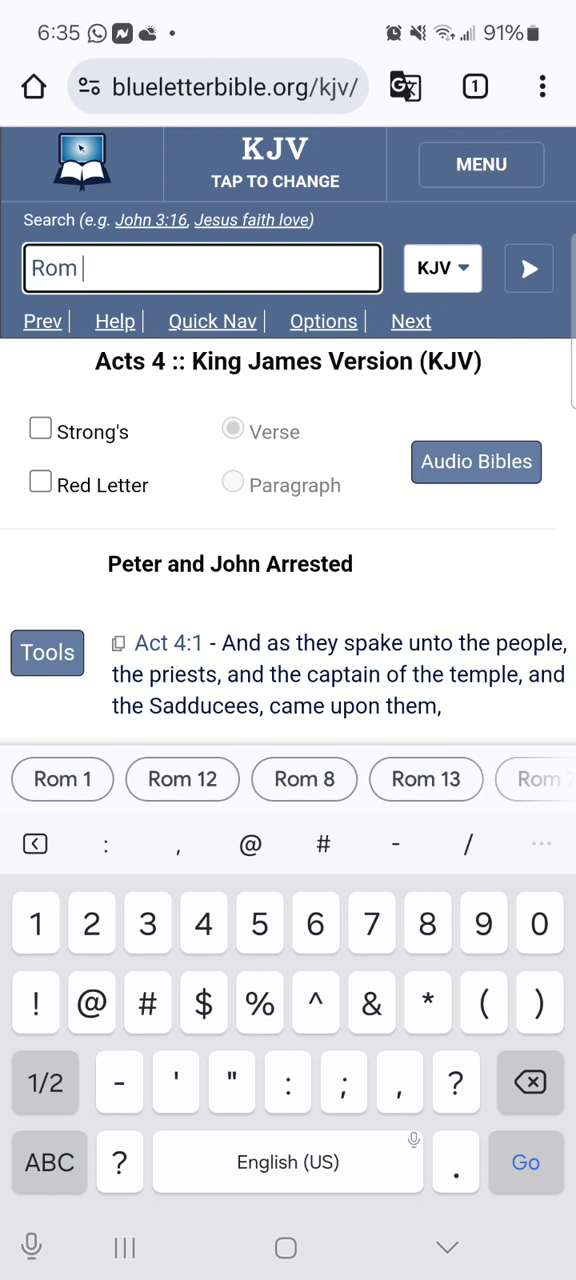 6:35 91%
blueletterbible.org/kjv/ 1
KJV
TAP TO CHANGE
MENU
Search (e.g. John 3:16, Jesus faith love)
Rom
KJV
Prev Help Quick Nav Options Next
Acts 4 :: King James Version (KJV)
Strong's Verse
Audio Bibles
Red Letter Paragraph
Peter and John Arrested
Tools
Act 4:1 - And as they spake unto the people,
the priests, and the captain of the temple, and
the Sadducees, came upon them,
Rom 1 Rom 12 Rom 8 Rom 13 Rom
: , @ # - / ...
1 2 3 4 5 6 7 8 9 0
! @ # $ % ^ & * ( )
1/2 - ' " : ; , ?
ABC ? English (US) . Go